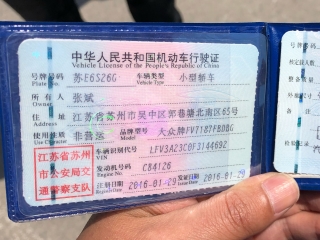 中华人民共和国机动车行驶证
Vehicle License of the People's Republic of China
号牌号码 苏E6S26G 车辆类型 小型轿车
Plate No. Vehicle Type
所有人 张斌
Owner
住址 江苏省苏州市吴中区郭巷塘北南区65号
Address
使用性质 非营运 品牌型号 大众牌FV7187FBDBG
Use Character Model
江苏省苏州市公安局交通警察支队
车辆识别代号 LFV3A23C0F3144692
VIN
发动机号码 C84126
Engine No.
注册日期 2016-01-29 发证日期 2016-01-29
Register Date Issue Date